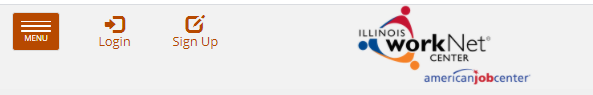 MENU
Login
Sign Up
ILLINOIS
workNet®
CENTER
americanjobcenter